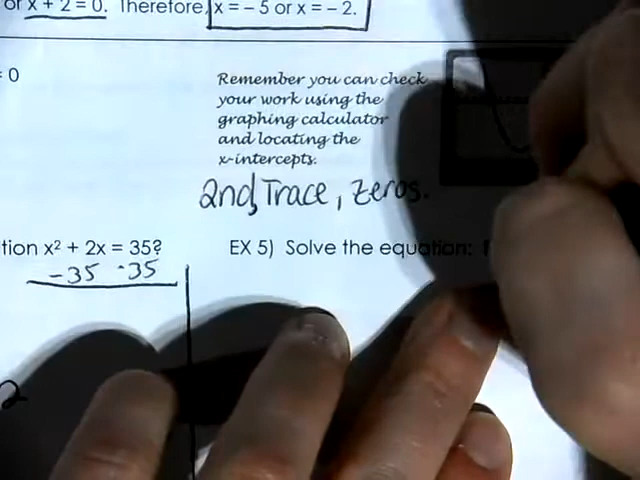 or x + 2 = 0. Therefore, x = – 5 or x = – 2.
= 0
Remember you can check
your work using the
graphing calculator
and locating the
x-intercepts.
2nd, Trace, Zeros.
tion x² + 2x = 35?
-35 -35
EX 5) Solve the equation:
2